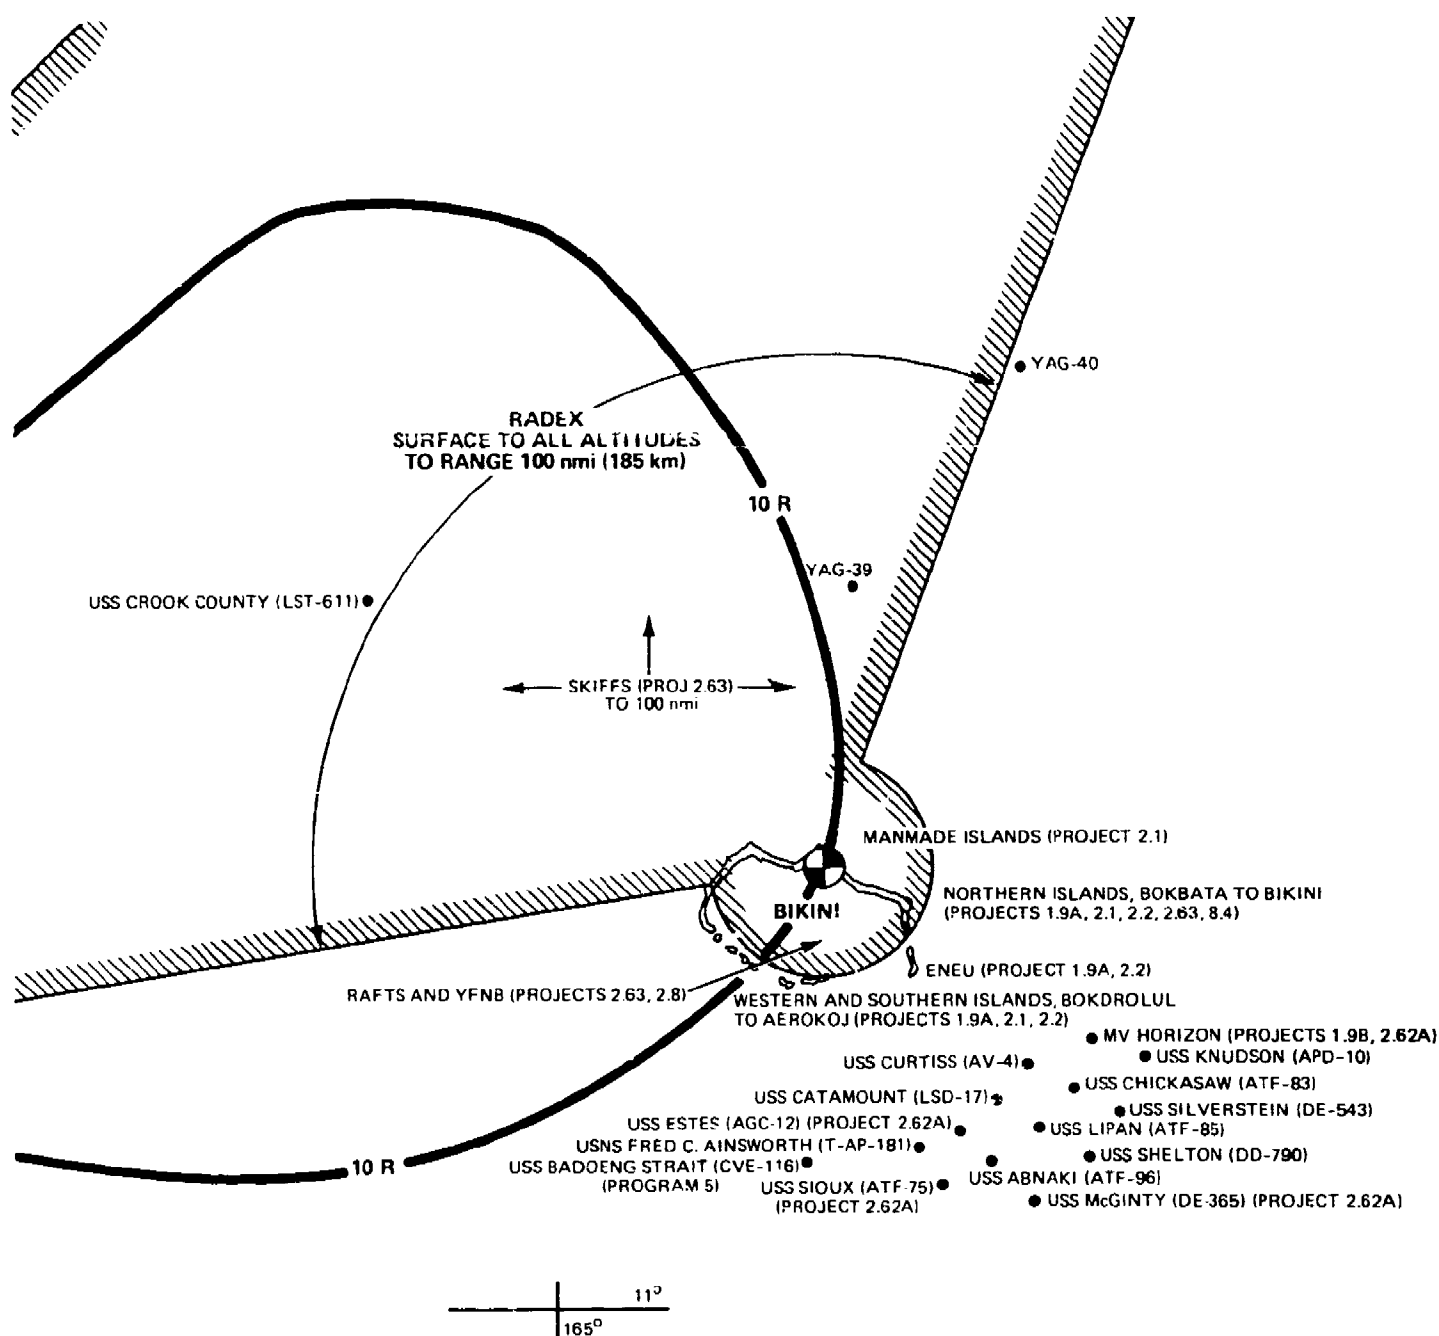 YAG-40
RADEX
SURFACE TO ALL ALTITUDES
TO RANGE 100 nmi (185 km)
10 R
YAG-39
USS CROOK COUNTY (LST-611)
SKIFFS (PROJ 2.63)
TO 100 nmi
MANMADE ISLANDS (PROJECT 2.1)
NORTHERN ISLANDS, BOKBATA TO BIKINI
(PROJECTS 1.9A, 2.1, 2.2, 2.63, 8.4)
BIKINI
ENEU (PROJECT 1.9A, 2.2)
RAFTS AND YFNB (PROJECTS 2.63, 2.8)
WESTERN AND SOUTHERN ISLANDS, BOKDROLUL
TO AEROKOJ (PROJECTS 1.9A, 2.1, 2.2)
MV HORIZON (PROJECTS 1.9B, 2.62A)
USS KNUDSON (APD-10)
USS CURTISS (AV-4)
USS CHICKASAW (ATF-83)
USS CATAMOUNT (LSD-17)
USS SILVERSTEIN (DE-543)
USS ESTES (AGC-12) (PROJECT 2.62A)
USS LIPAN (ATF-85)
USNS FRED C. AINSWORTH (T-AP-181)
USS SHELTON (DD-790)
USS BADOENG STRAIT (CVE-116)
(PROGRAM 5)
USS ABNAKI (ATF-96)
USS SIOUX (ATF-75)
(PROJECT 2.62A)
USS McGINTY (DE-365) (PROJECT 2.62A)
10 R
11°
165°